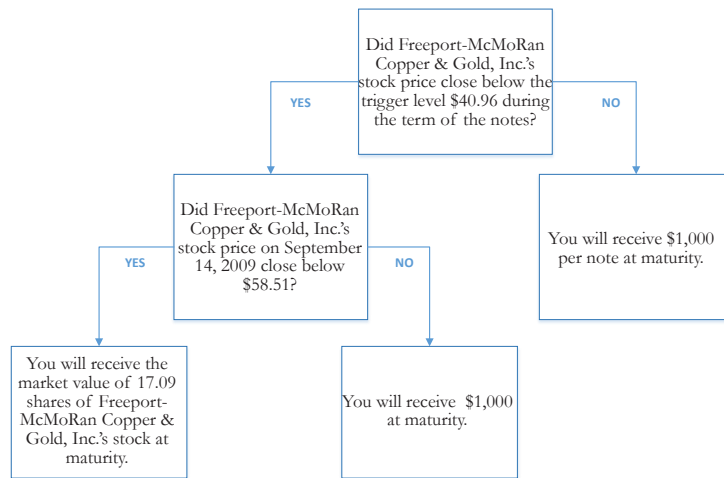 Did Freeport-McMoRan
Copper & Gold, Inc.'s
stock price close below the
trigger level $40.96 during
the term of the notes?
YES
NO
Did Freeport-McMoRan
Copper & Gold, Inc.'s
stock price on September
14, 2009 close below
$58.51?
You will receive $1,000
per note at maturity.
YES
NO
You will receive the
market value of 17.09
shares of Freeport-
McMoRan Copper &
Gold, Inc.'s stock at
maturity.
You will receive $1,000
at maturity.